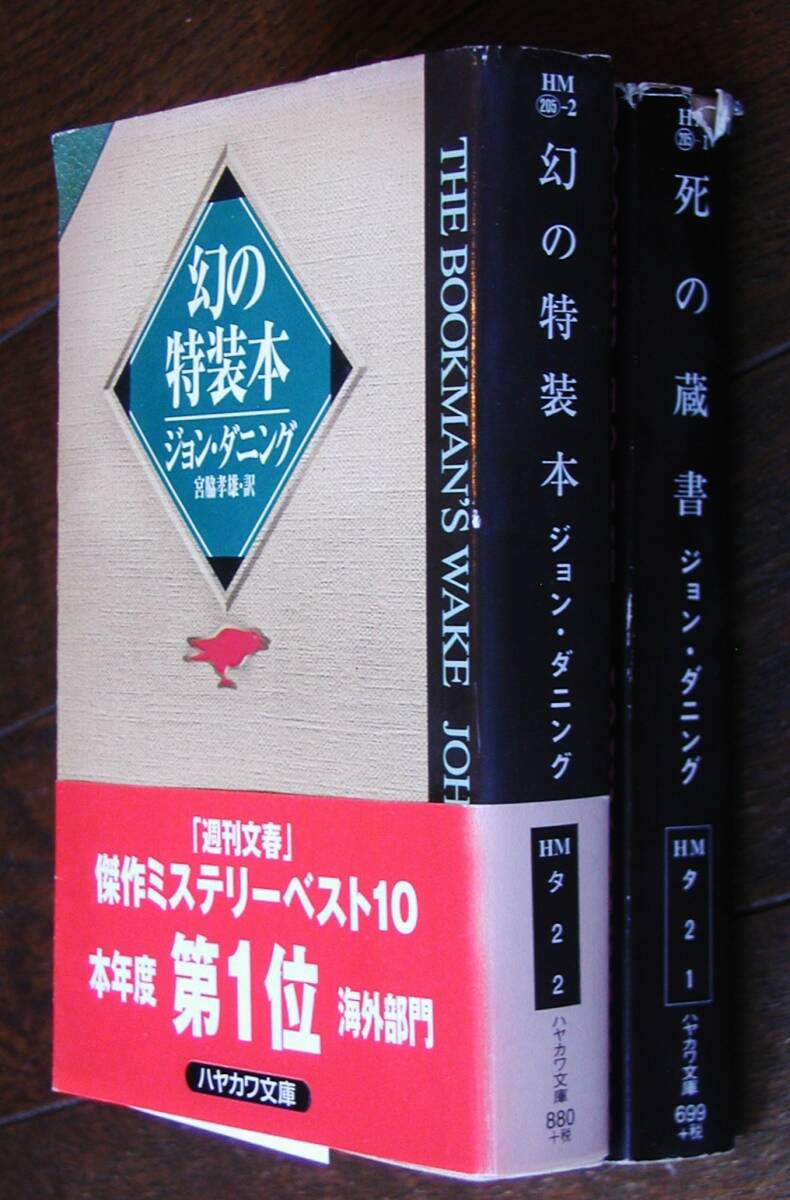 幻の
特装本
ジョン・ダニング
宮脇孝雄・訳
「週刊文春」
傑作ミステリーベスト10
本年度 第1位 海外部門
ハヤカワ文庫
THE BOOKMAN'S WAKE JOH
HM
205-2
幻の特装本
ジョン・ダニング
HM
タ
2
2
ハヤカワ文庫
880
+税
205-1
死の蔵書
ジョン・ダニング
HM
タ
2
1
ハヤカワ文庫
699
+税